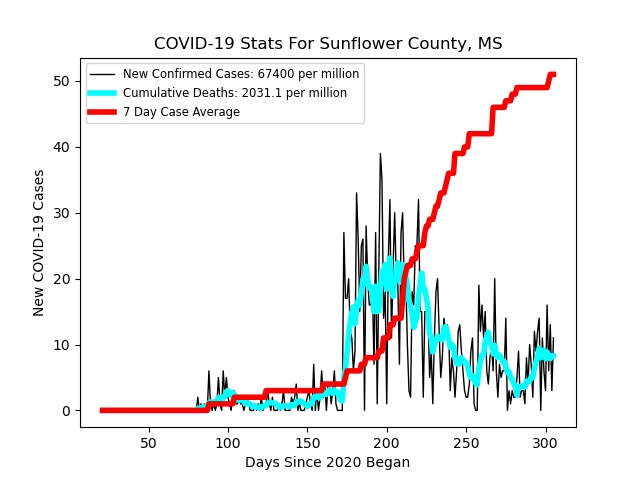 COVID-19 Stats For Sunflower County, MS
New Confirmed Cases: 67400 per million
Cumulative Deaths: 2031.1 per million
7 Day Case Average
New COVID-19 Cases
50
40
30
20
10
0
50 100 150 200 250 300
Days Since 2020 Began